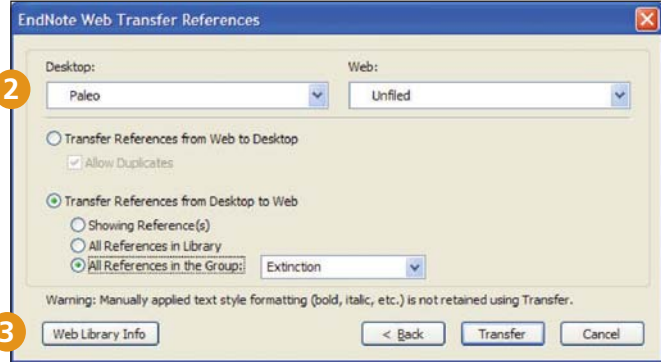 EndNote Web Transfer References
Desktop: Web:
2 Paleo Unfiled
Transfer References from Web to Desktop
Allow Duplicates
Transfer References from Desktop to Web
Showing Reference(s)
All References in Library
All References in the Group: Extinction
Warning: Manually applied text style formatting (bold, italic, etc.) is not retained using Transfer.
3 Web Library Info < Back Transfer Cancel